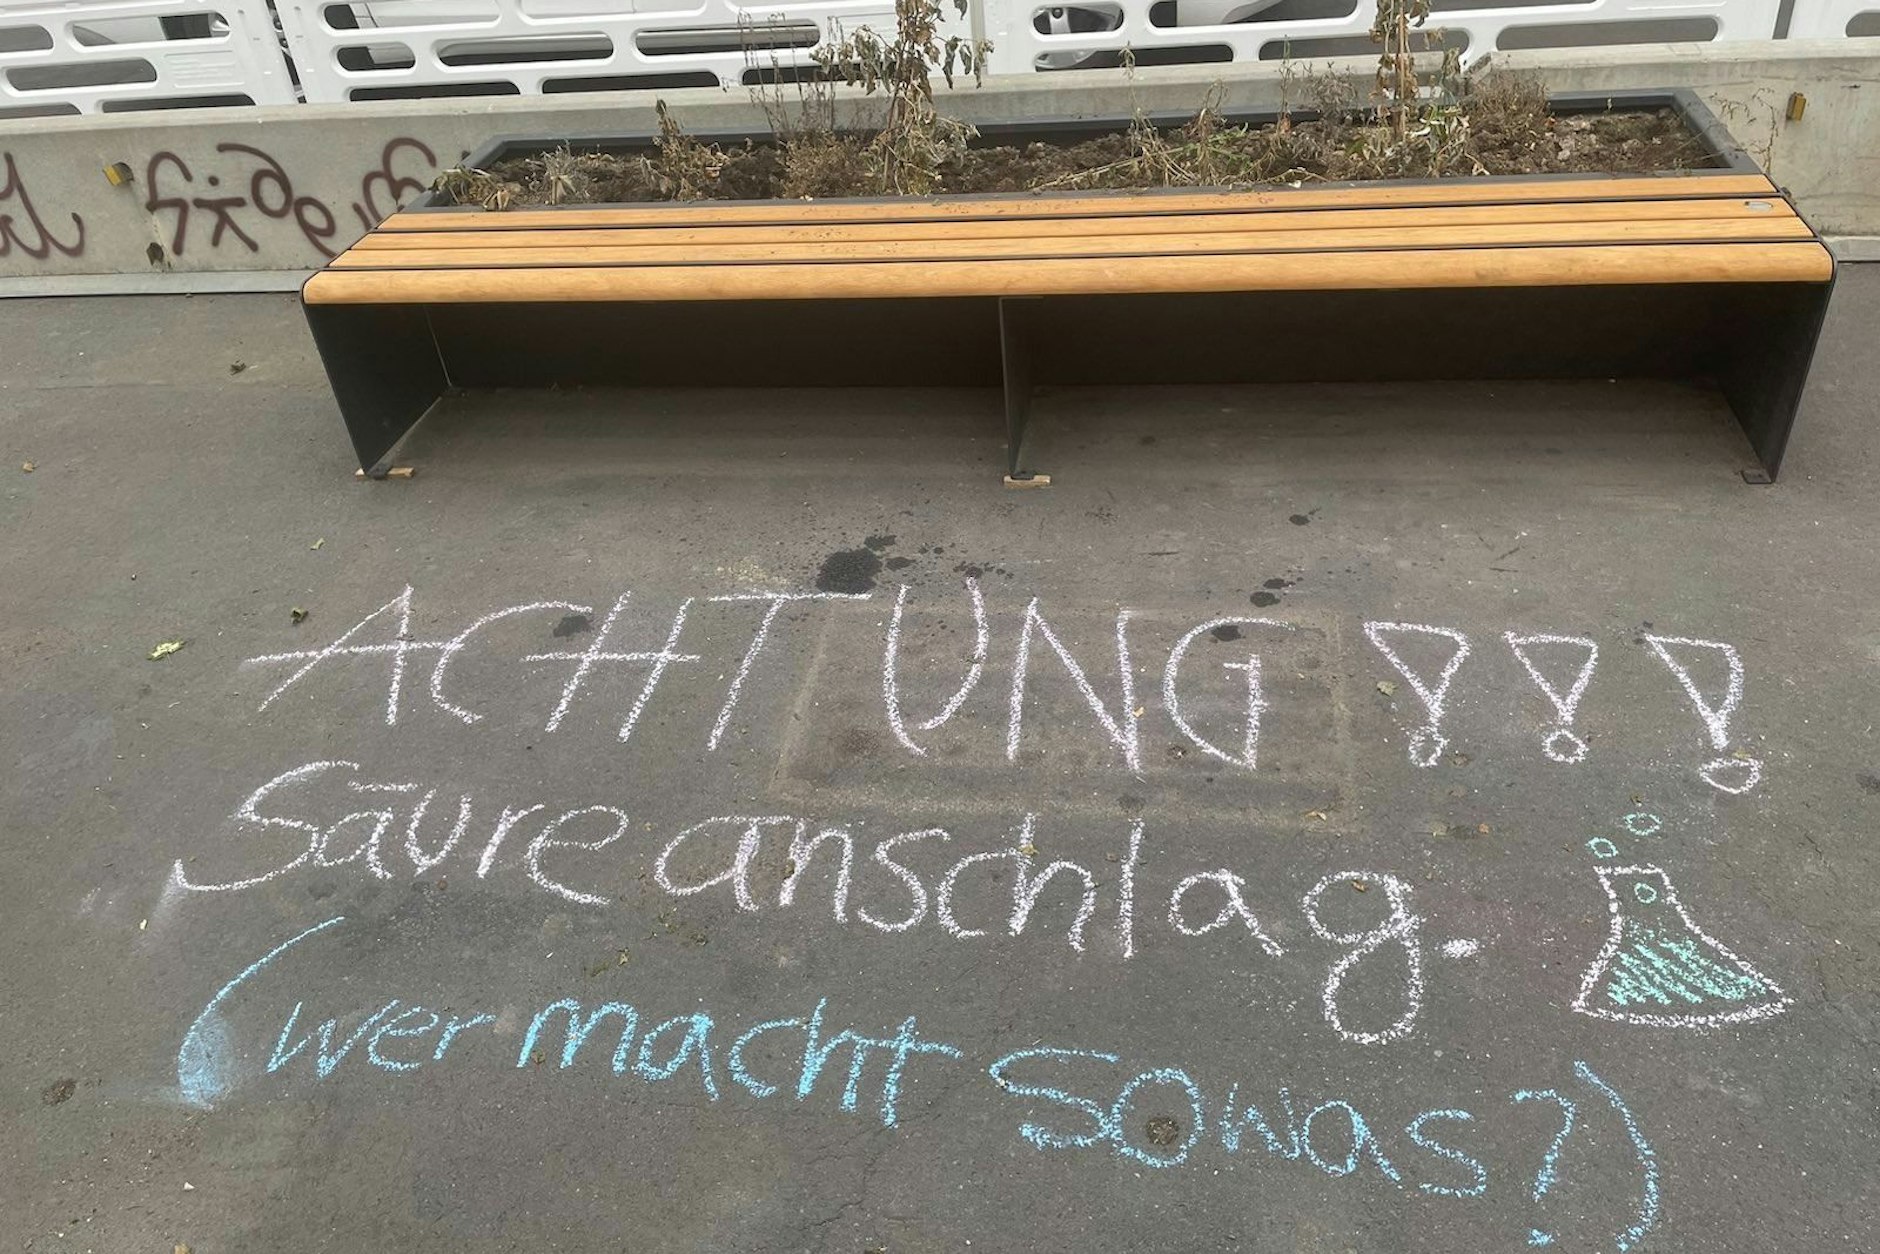 ACHTUNG!!!
Säureanschlag.
(wer macht sowas?)